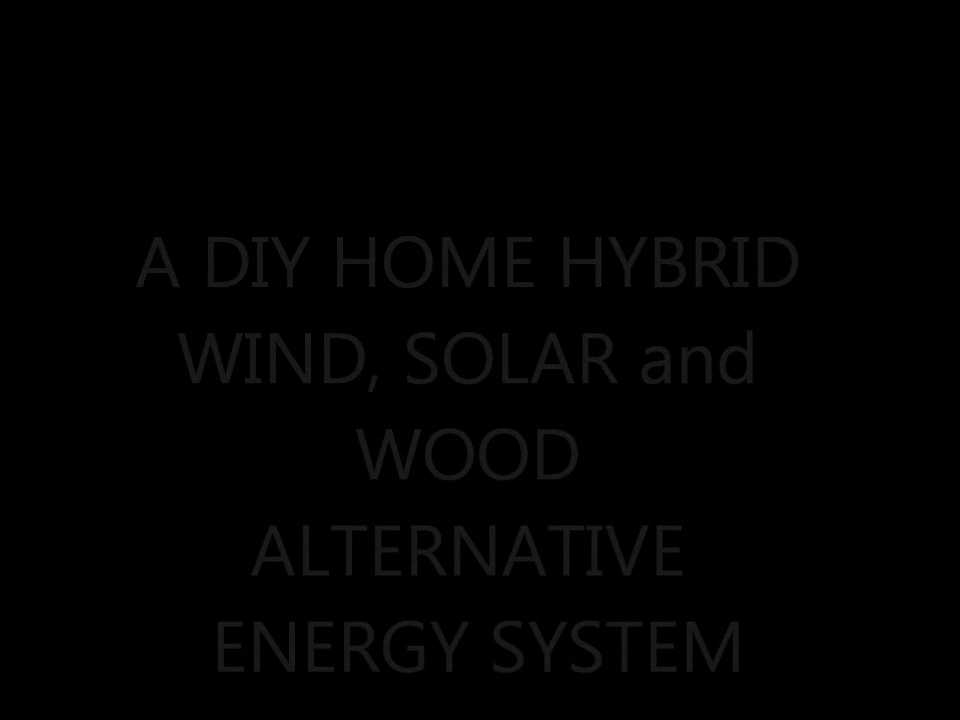 A DIY HOME HYBRID
WIND, SOLAR and
WOOD
ALTERNATIVE
ENERGY SYSTEM